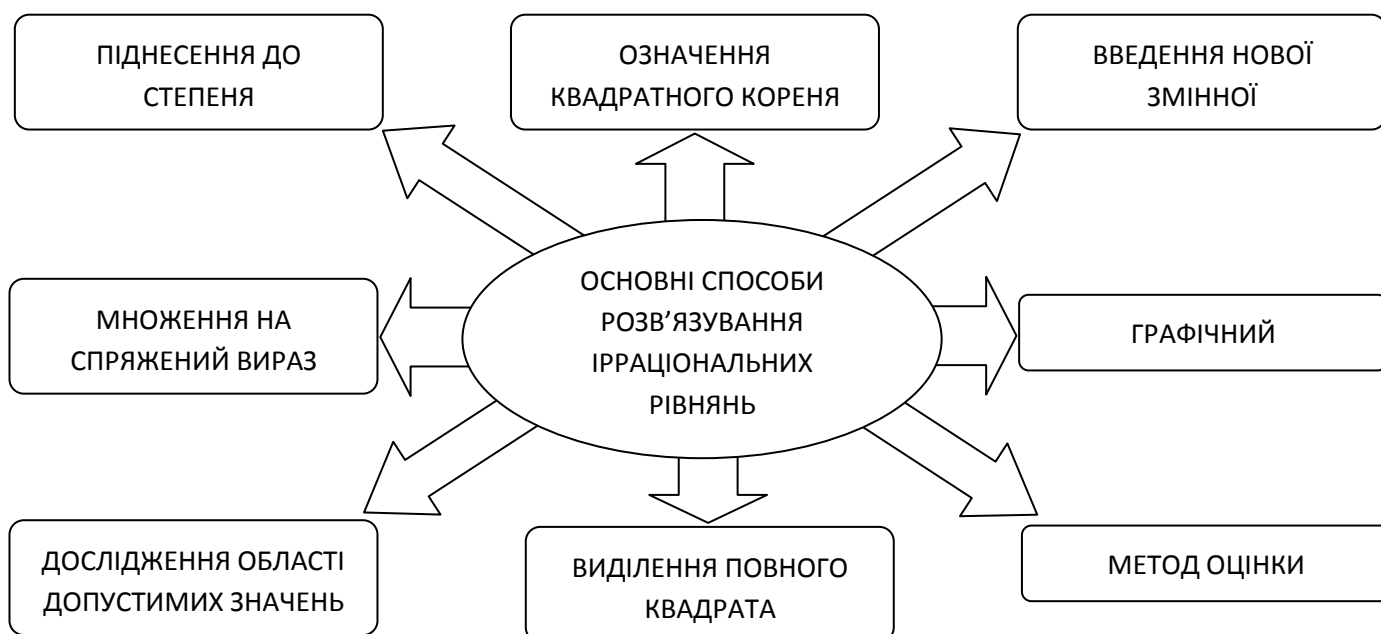 ПІДНЕСЕННЯ ДО
СТЕПЕНЯ
ОЗНАЧЕННЯ
КВАДРАТНОГО КОРЕНЯ
ВВЕДЕННЯ НОВОЇ
ЗМІННОЇ
МНОЖЕННЯ НА
СПРЯЖЕНИЙ ВИРАЗ
ОСНОВНІ СПОСОБИ
РОЗВ’ЯЗУВАННЯ
ІРРАЦІОНАЛЬНИХ
РІВНЯНЬ
ГРАФІЧНИЙ
ДОСЛІДЖЕННЯ ОБЛАСТІ
ДОПУСТИМИХ ЗНАЧЕНЬ
ВИДІЛЕННЯ ПОВНОГО
КВАДРАТА
МЕТОД ОЦІНКИ